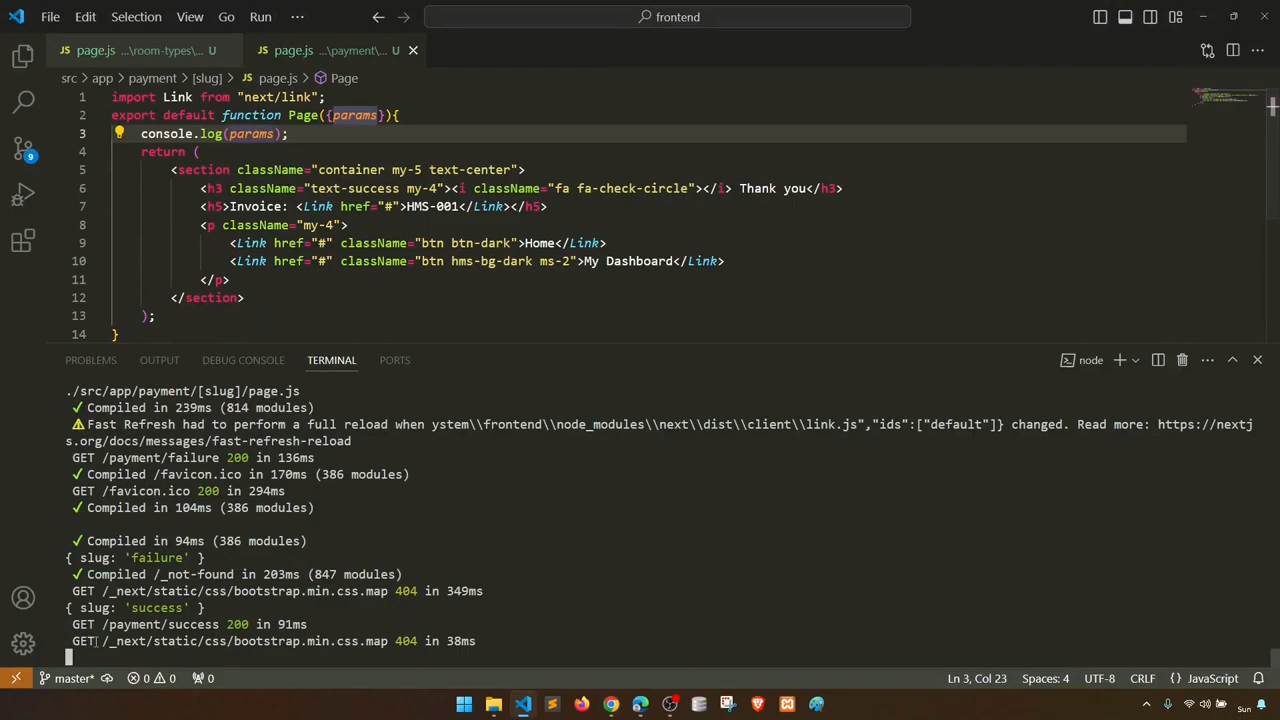 File Edit Selection View Go Run ··· frontend
page.js ...\room-types\... U page.js ...\payment\... U
src > app > payment > [slug] > page.js > Page
1 import Link from "next/link";
2 export default function Page({params}){
3 console.log(params);
4 return (
5 <section className="container my-5 text-center">
6 <h3 className="text-success my-4"><i className="fa fa-check-circle"></i> Thank you</h3>
7 <h5>Invoice: <Link href="#">HMS-001</Link></h5>
8 <p className="my-4">
9 <Link href="#" className="btn btn-dark">Home</Link>
10 <Link href="#" className="btn hms-bg-dark ms-2">My Dashboard</Link>
11 </p>
12 </section>
13 );
14 }
PROBLEMS OUTPUT DEBUG CONSOLE TERMINAL PORTS node
./src/app/payment/[slug]/page.js
✓ Compiled in 239ms (814 modules)
⚠ Fast Refresh had to perform a full reload when ystem\\frontend\\node_modules\\next\\dist\\client\\link.js","ids":["default"]} changed. Read more: https://nextj
s.org/docs/messages/fast-refresh-reload
GET /payment/failure 200 in 136ms
✓ Compiled /favicon.ico in 170ms (386 modules)
GET /favicon.ico 200 in 294ms
✓ Compiled in 104ms (386 modules)
✓ Compiled in 94ms (386 modules)
{ slug: 'failure' }
✓ Compiled /_not-found in 203ms (847 modules)
GET /_next/static/css/bootstrap.min.css.map 404 in 349ms
{ slug: 'success' }
GET /payment/success 200 in 91ms
GET /_next/static/css/bootstrap.min.css.map 404 in 38ms
master* 0 0 0 Ln 3, Col 23 Spaces: 4 UTF-8 CRLF {} JavaScript
Sun